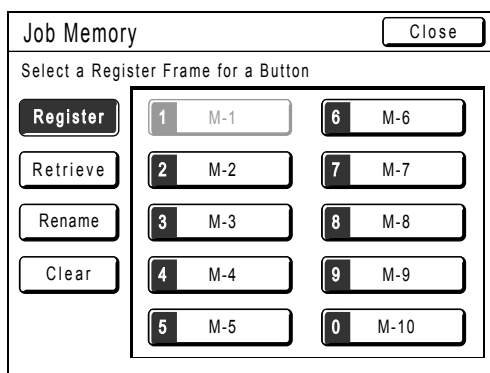 Job Memory Close
Select a Register Frame for a Button
Register 1 M-1 6 M-6
Retrieve 2 M-2 7 M-7
Rename 3 M-3 8 M-8
Clear 4 M-4 9 M-9
5 M-5 0 M-10